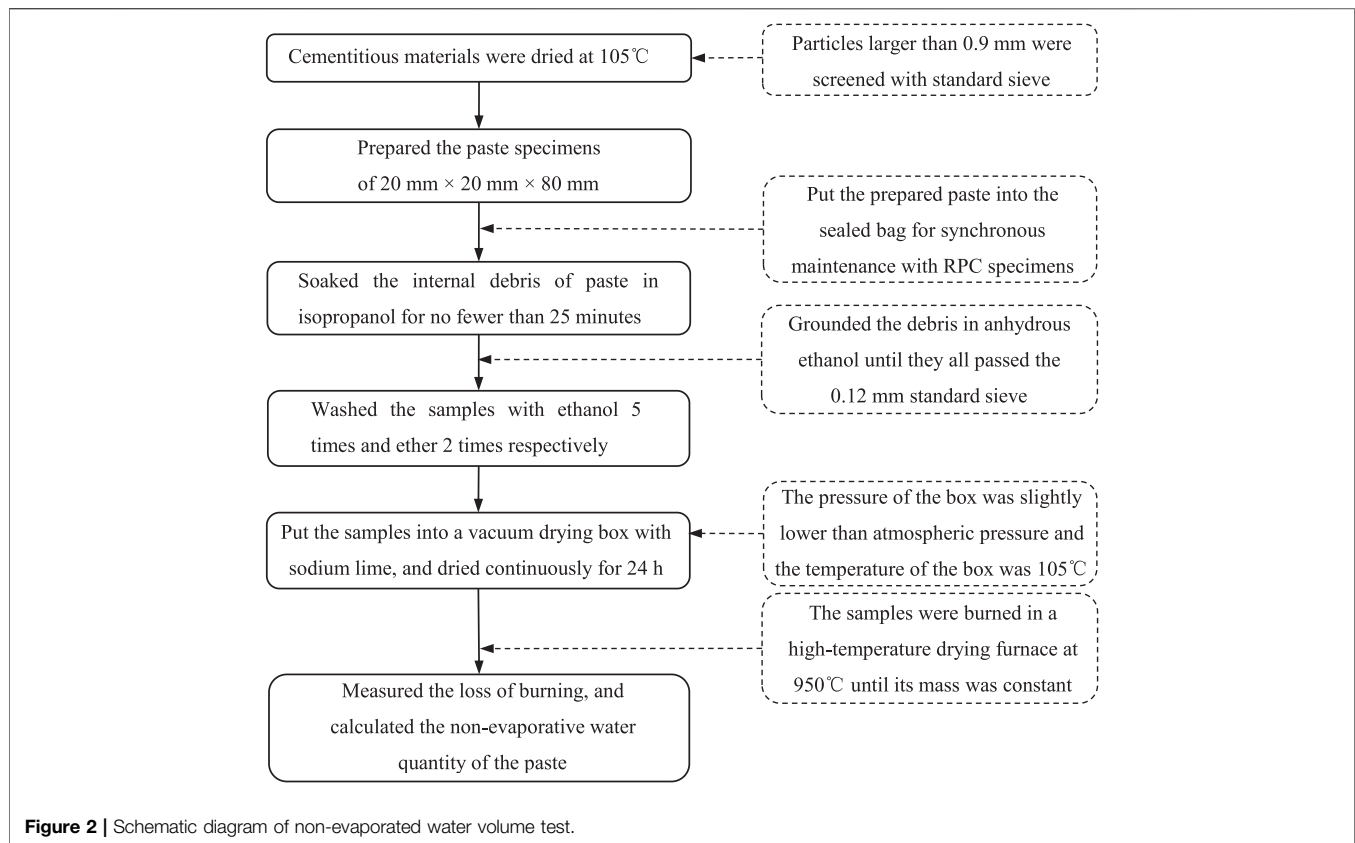 Cementitious materials were dried at 105℃
Particles larger than 0.9 mm were
screened with standard sieve
Prepared the paste specimens
of 20 mm × 20 mm × 80 mm
Put the prepared paste into the
sealed bag for synchronous
maintenance with RPC specimens
Soaked the internal debris of paste in
isopropanol for no fewer than 25 minutes
Grounded the debris in anhydrous
ethanol until they all passed the
0.12 mm standard sieve
Washed the samples with ethanol 5
times and ether 2 times respectively
Put the samples into a vacuum drying box with
sodium lime, and dried continuously for 24 h
The pressure of the box was slightly
lower than atmospheric pressure and
the temperature of the box was 105℃
The samples were burned in a
high-temperature drying furnace at
950℃ until its mass was constant
Measured the loss of burning, and
calculated the non-evaporative water
quantity of the paste
Figure 2 | Schematic diagram of non-evaporated water volume test.